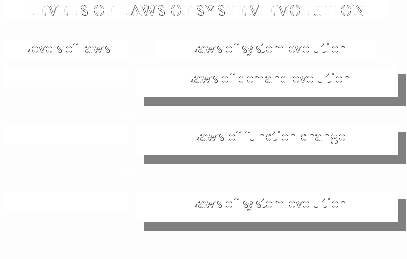 LEVELS OF LAWS OF SYSTEM EVOLUTION
Levels of laws
Laws of system evolution
Laws of demand evolution
Laws of function change
Laws of system evolution